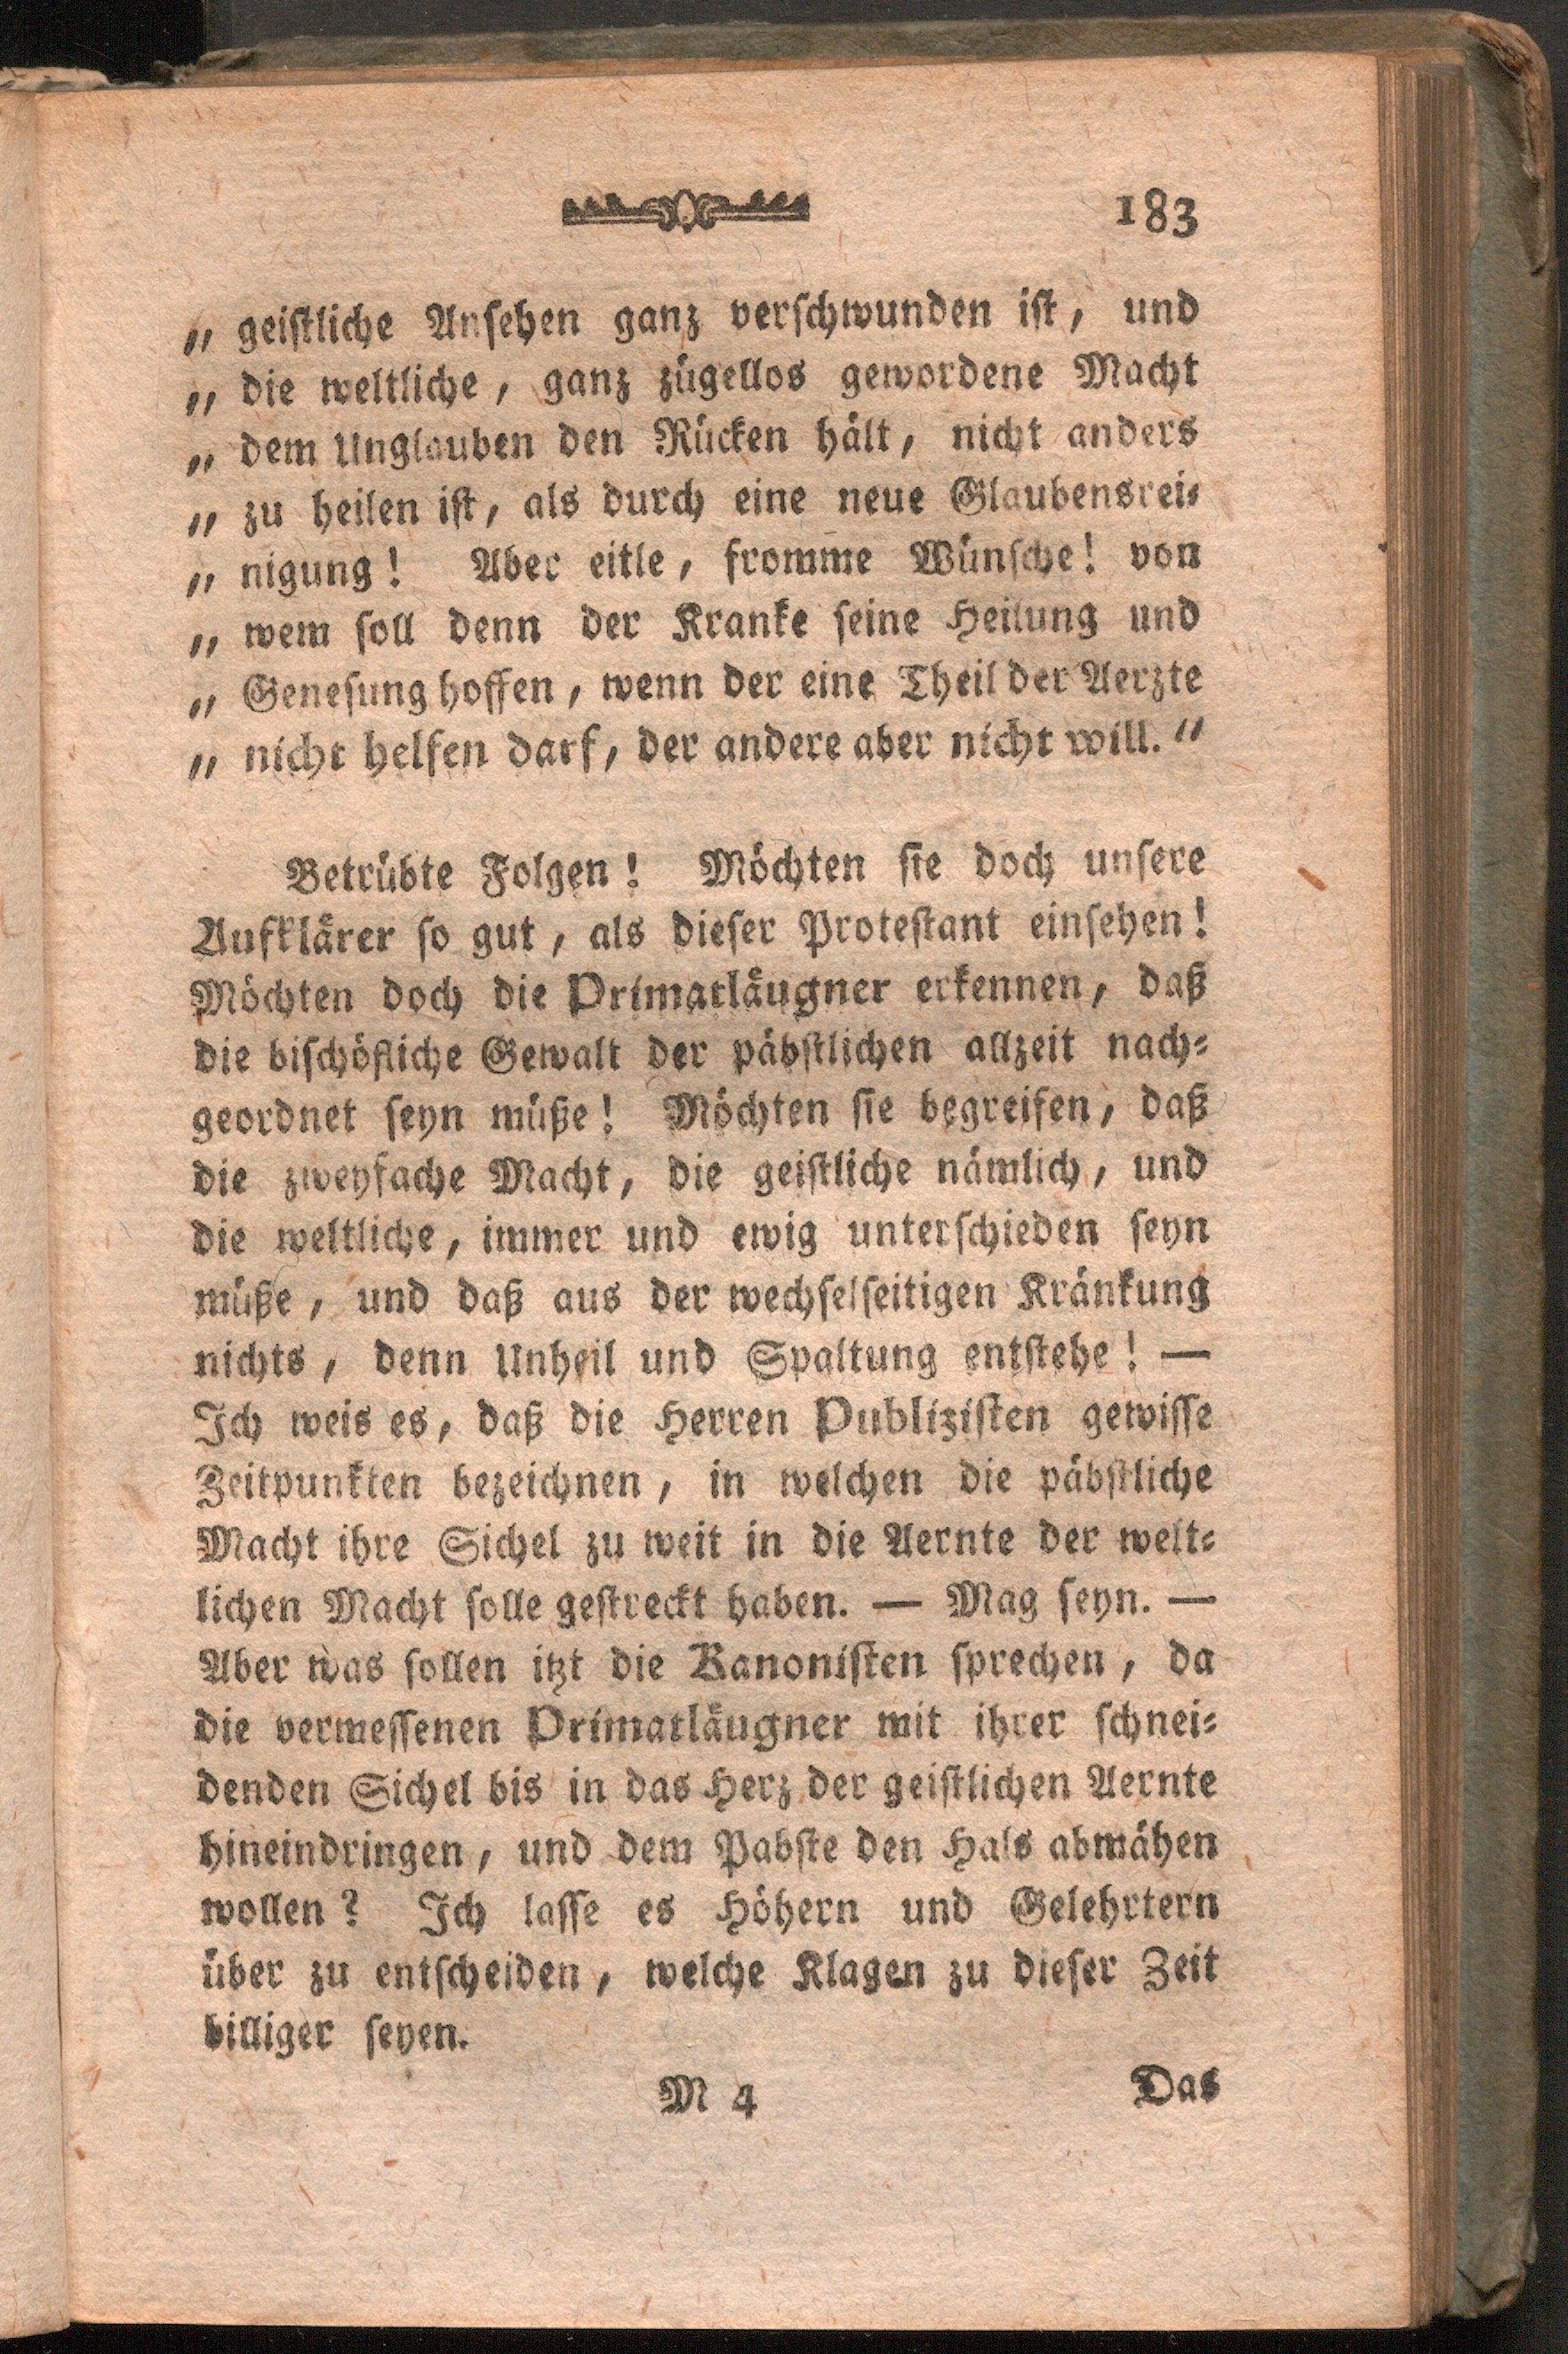 183
„ geistliche Ansehen ganz verschwunden ist, und
„ die weltliche, ganz zügellos gewordene Macht
„ dem Unglauben den Rücken hält, nicht anders
„ zu heilen ist, als durch eine neue Glaubensrei⸗
„ nigung! Aber eitle, fromme Wünsche! von
„ wem soll denn der Kranke seine Heilung und
„ Genesung hoffen, wenn der eine Theil der Aerzte
„ nicht helfen darf, der andere aber nicht will.“
Betrübte Folgen! Möchten sie doch unsere
Aufklärer so gut, als dieser Protestant einsehen!
Möchten doch die Primatläugner erkennen, daß
die bischöfliche Gewalt der päbstlichen allzeit nach⸗
geordnet seyn müße! Möchten sie begreifen, daß
die zweyfache Macht, die geistliche nämlich, und
die weltliche, immer und ewig unterschieden seyn
müße, und daß aus der wechselseitigen Kränkung
nichts, denn Unheil und Spaltung entstehe! —
Ich weis es, daß die Herren Publizisten gewisse
Zeitpunkten bezeichnen, in welchen die päbstliche
Macht ihre Sichel zu weit in die Aernte der welt⸗
lichen Macht solle gestreckt haben. — Mag seyn. —
Aber was sollen itzt die Kanonisten sprechen, da
die vermessenen Primatläugner mit ihrer schnei⸗
denden Sichel bis in das Herz der geistlichen Aernte
hineindringen, und dem Pabste den Hals abmähen
wollen? Ich lasse es Höhern und Gelehrtern
über zu entscheiden, welche Klagen zu dieser Zeit
billiger seyen.
M 4 Das